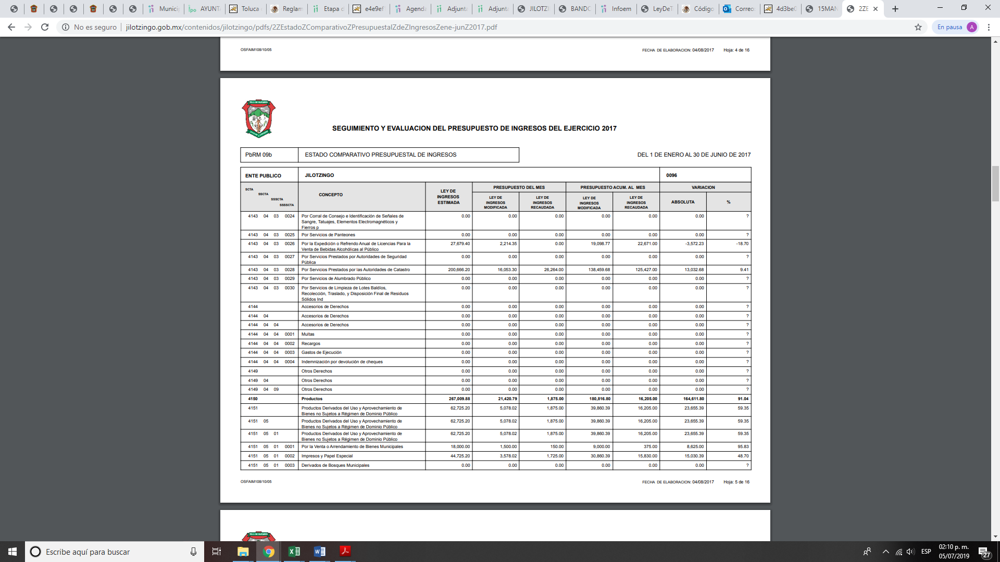 Munici
AYUNT
Toluca
Reglam
Etapa d
e4e9ef
Agenda
Adjunta
Adjunta
JILOTZI
BANDO
Infoem
LeyDeT
Código
Correo
4d3be0
15MAN
2ZE
No es seguro jilotzingo.gob.mx/contenidos/jilotzingo/pdfs/2ZEstadoZComparativoZPresupuestalZdeZIngresosZene-junZ2017.pdf En pausa A
OSFAIM108/10/05 FECHA DE ELABORACION: 04/08/2017 Hoja: 4 de 16
SEGUIMIENTO Y EVALUACION DEL PRESUPUESTO DE INGRESOS DEL EJERCICIO 2017
PbRM 09b ESTADO COMPARATIVO PRESUPUESTAL DE INGRESOS DEL 1 DE ENERO AL 30 DE JUNIO DE 2017
ENTE PUBLICO JILOTZINGO 0096
SCTA
SSCTA
SSSCTA
SSSSCTA
CONCEPTO
LEY DE
INGRESOS
ESTIMADA
PRESUPUESTO DEL MES PRESUPUESTO ACUM. AL MES VARIACION
LEY DE
INGRESOS
MODIFICADA
LEY DE
INGRESOS
RECAUDADA
LEY DE
INGRESOS
MODIFICADA
LEY DE
INGRESOS
RECAUDADA
ABSOLUTA %
4143 04 03 0024 Por Corral de Consejo e Identificación de Señales de 0.00 0.00 0.00 0.00 0.00 0.00 ?
Sangre, Tatuajes, Elementos Electromagnéticos y
Fierros p
4143 04 03 0025 Por Servicios de Panteones 0.00 0.00 0.00 0.00 0.00 0.00 ?
4143 04 03 0026 Por la Expedición o Refrendo Anual de Licencias Para la 27,679.40 2,214.35 0.00 19,098.77 22,671.00 -3,572.23 -18.70
Venta de Bebidas Alcohólicas al Público
4143 04 03 0027 Por Servicios Prestados por Autoridades de Seguridad 0.00 0.00 0.00 0.00 0.00 0.00 ?
Pública
4143 04 03 0028 Por Servicios Prestados por las Autoridades de Catastro 200,666.20 16,053.30 26,264.00 138,459.68 125,427.00 13,032.68 9.41
4143 04 03 0029 Por Servicios de Alumbrado Público 0.00 0.00 0.00 0.00 0.00 0.00 ?
4143 04 03 0030 Por Servicios de Limpieza de Lotes Baldíos, 0.00 0.00 0.00 0.00 0.00 0.00 ?
Recolección, Traslado, y Disposición Final de Residuos
Sólidos Ind
4144 Accesorios de Derechos 0.00 0.00 0.00 0.00 0.00 0.00 ?
4144 04 Accesorios de Derechos 0.00 0.00 0.00 0.00 0.00 0.00 ?
4144 04 04 Accesorios de Derechos 0.00 0.00 0.00 0.00 0.00 0.00 ?
4144 04 04 0001 Multas 0.00 0.00 0.00 0.00 0.00 0.00 ?
4144 04 04 0002 Recargos 0.00 0.00 0.00 0.00 0.00 0.00 ?
4144 04 04 0003 Gastos de Ejecución 0.00 0.00 0.00 0.00 0.00 0.00 ?
4144 04 04 0004 Indemnización por devolución de cheques 0.00 0.00 0.00 0.00 0.00 0.00 ?
4149 Otros Derechos 0.00 0.00 0.00 0.00 0.00 0.00 ?
4149 04 Otros Derechos 0.00 0.00 0.00 0.00 0.00 0.00 ?
4149 04 09 Otros Derechos 0.00 0.00 0.00 0.00 0.00 0.00 ?
4150 Productos 267,009.88 21,420.79 1,875.00 180,816.80 16,205.00 164,611.80 91.04
4151 Productos Derivados del Uso y Aprovechamiento de 62,725.20 5,078.02 1,875.00 39,860.39 16,205.00 23,655.39 59.35
Bienes no Sujetos a Régimen de Dominio Público
4151 05 Productos Derivados del Uso y Aprovechamiento de 62,725.20 5,078.02 1,875.00 39,860.39 16,205.00 23,655.39 59.35
Bienes no Sujetos a Régimen de Dominio Público
4151 05 01 Productos Derivados del Uso y Aprovechamiento de 62,725.20 5,078.02 1,875.00 39,860.39 16,205.00 23,655.39 59.35
Bienes no Sujetos a Régimen de Dominio Público
4151 05 01 0001 Por la Venta o Arrendamiento de Bienes Municipales 18,000.00 1,500.00 150.00 9,000.00 375.00 8,625.00 95.83
4151 05 01 0002 Impresos y Papel Especial 44,725.20 3,578.02 1,725.00 30,860.39 15,830.00 15,030.39 48.70
4151 05 01 0003 Derivados de Bosques Municipales 0.00 0.00 0.00 0.00 0.00 0.00 ?
OSFAIM108/10/05 FECHA DE ELABORACION: 04/08/2017 Hoja: 5 de 16
Escribe aquí para buscar
ESP
02:10 p. m.
05/07/2019
27